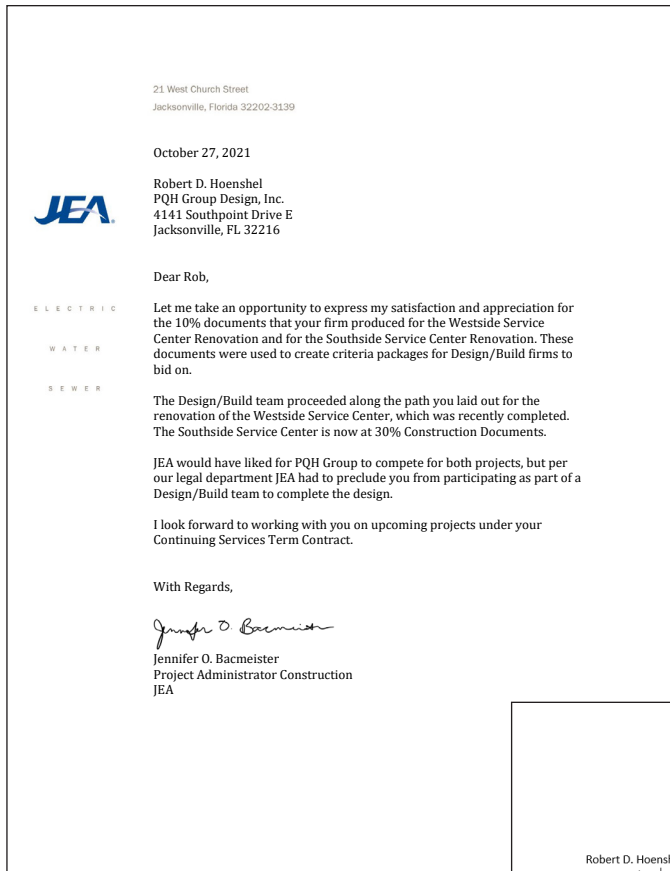 21 West Church Street
Jacksonville, Florida 32202-3139
October 27, 2021
Robert D. Hoenshel
PQH Group Design, Inc.
4141 Southpoint Drive E
Jacksonville, FL 32216
JEA
Dear Rob,
ELECTRIC
WATER
SEWER
Let me take an opportunity to express my satisfaction and appreciation for
the 10% documents that your firm produced for the Westside Service
Center Renovation and for the Southside Service Center Renovation. These
documents were used to create criteria packages for Design/Build firms to
bid on.
The Design/Build team proceeded along the path you laid out for the
renovation of the Westside Service Center, which was recently completed.
The Southside Service Center is now at 30% Construction Documents.
JEA would have liked for PQH Group to compete for both projects, but per
our legal department JEA had to preclude you from participating as part of a
Design/Build team to complete the design.
I look forward to working with you on upcoming projects under your
Continuing Services Term Contract.
With Regards,
Jennifer O. Bacmeister
Jennifer O. Bacmeister
Project Administrator Construction
JEA
Robert D.